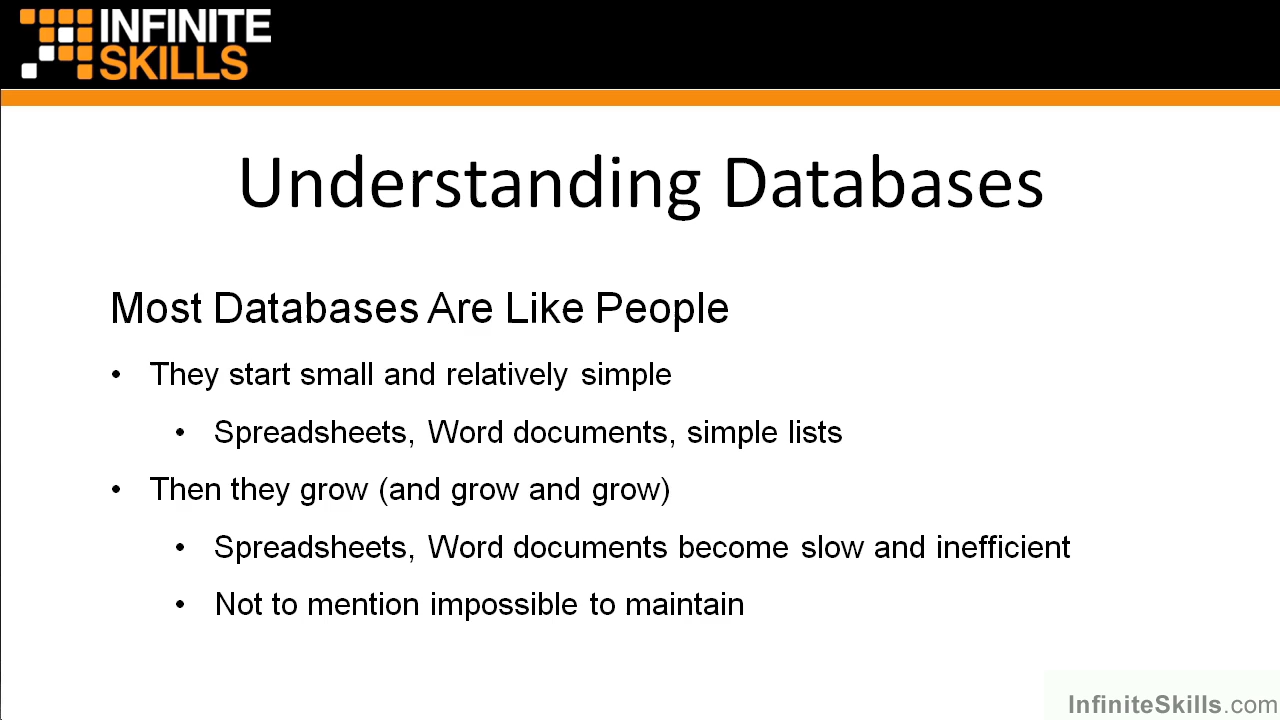 INFINITE
SKILLS
Understanding Databases
Most Databases Are Like People
• They start small and relatively simple
• Spreadsheets, Word documents, simple lists
• Then they grow (and grow and grow)
• Spreadsheets, Word documents become slow and inefficient
• Not to mention impossible to maintain
InfiniteSkills.com